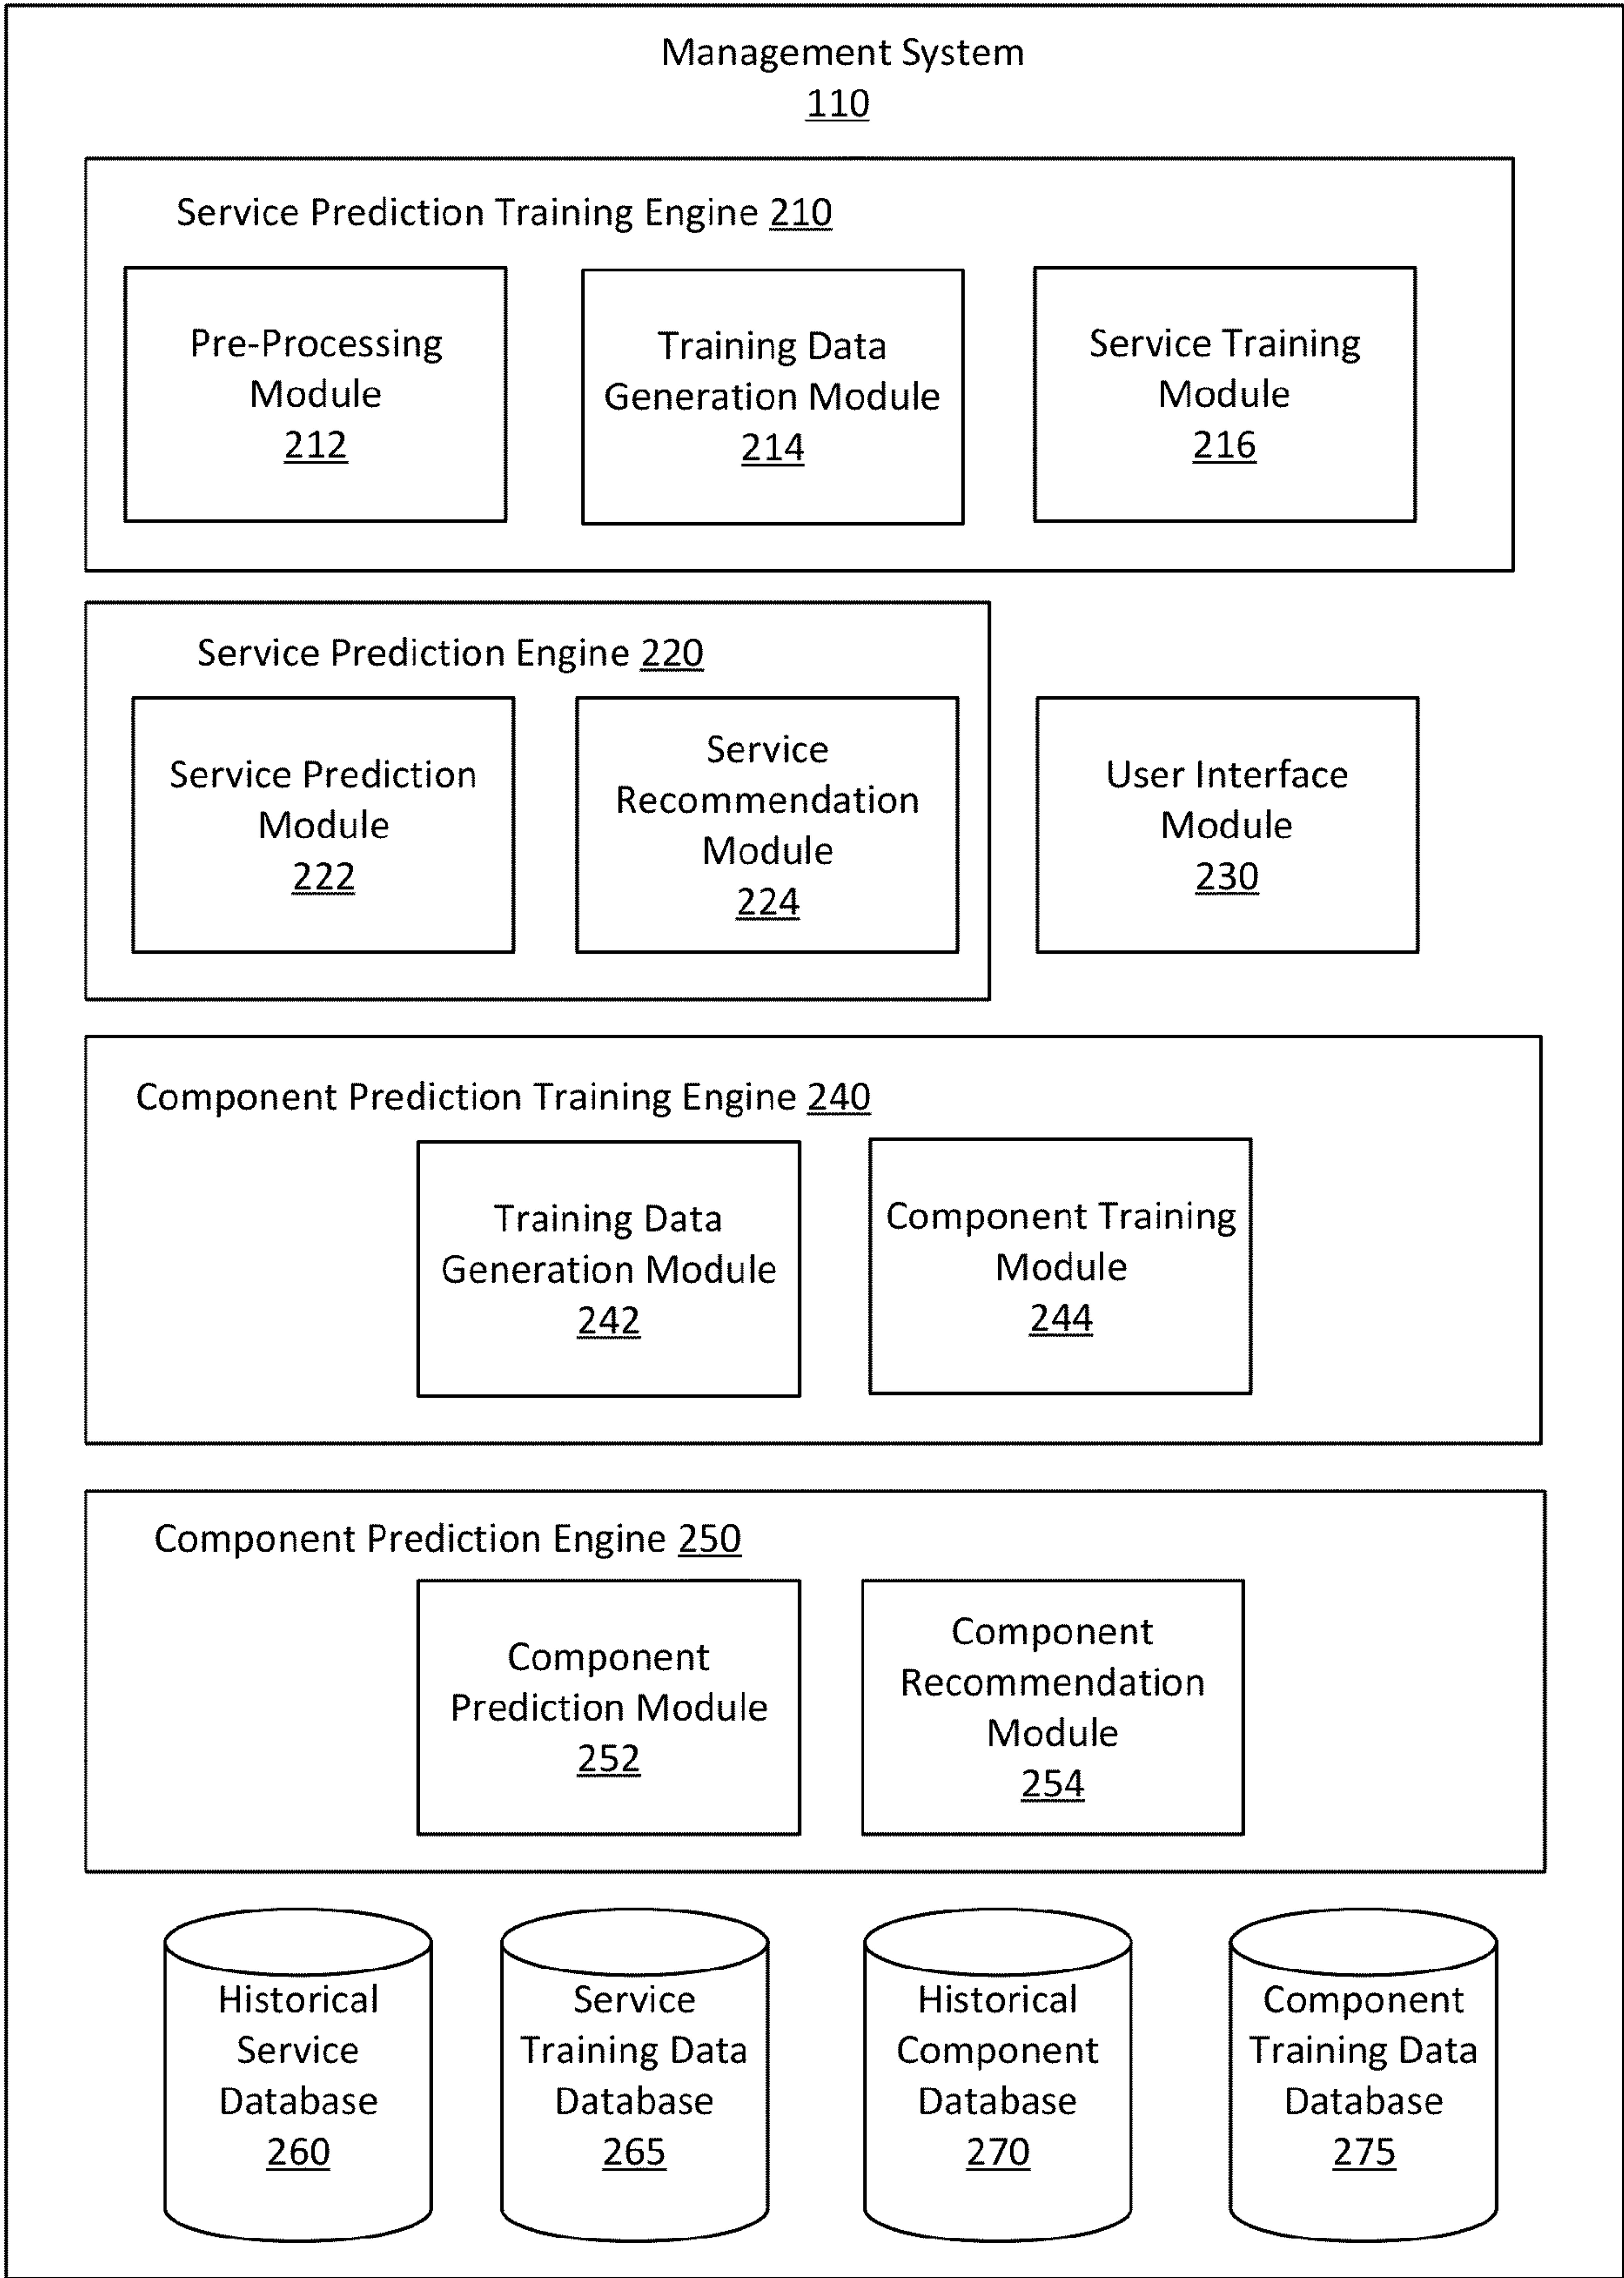 Management System
110
Service Prediction Training Engine 210
Pre-Processing
Module
212
Training Data
Generation Module
214
Service Training
Module
216
Service Prediction Engine 220
Service Prediction
Module
222
Service
Recommendation
Module
224
User Interface
Module
230
Component Prediction Training Engine 240
Training Data
Generation Module
242
Component Training
Module
244
Component Prediction Engine 250
Component
Prediction Module
252
Component
Recommendation
Module
254
Historical
Service
Database
260
Service
Training Data
Database
265
Historical
Component
Database
270
Component
Training Data
Database
275